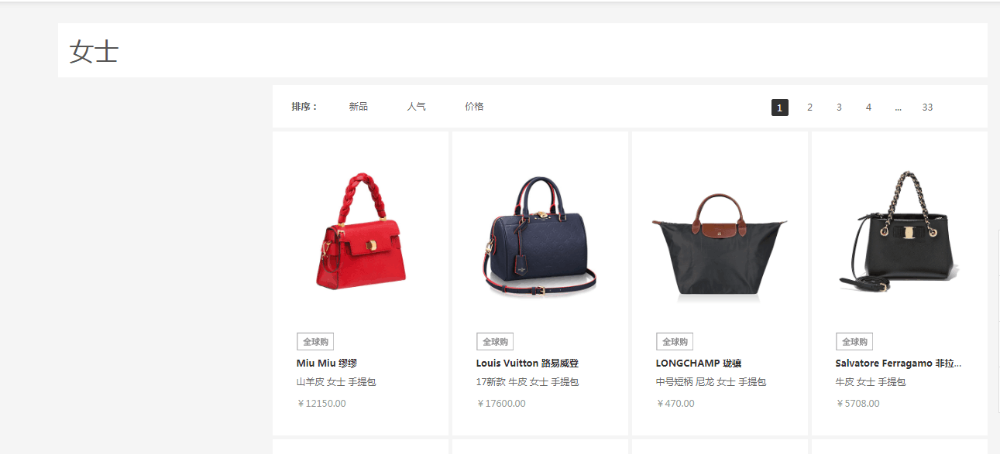 女士
排序： 新品 人气 价格 1 2 3 4 ... 33
全球购 全球购 全球购 全球购
Miu Miu 缪缪 Louis Vuitton 路易威登 LONGCHAMP 珑骧 Salvatore Ferragamo 菲拉...
山羊皮 女士 手提包 17新款 牛皮 女士 手提包 中号短柄 尼龙 女士 手提包 牛皮 女士 手提包
￥12150.00 ￥17600.00 ￥470.00 ￥5708.00